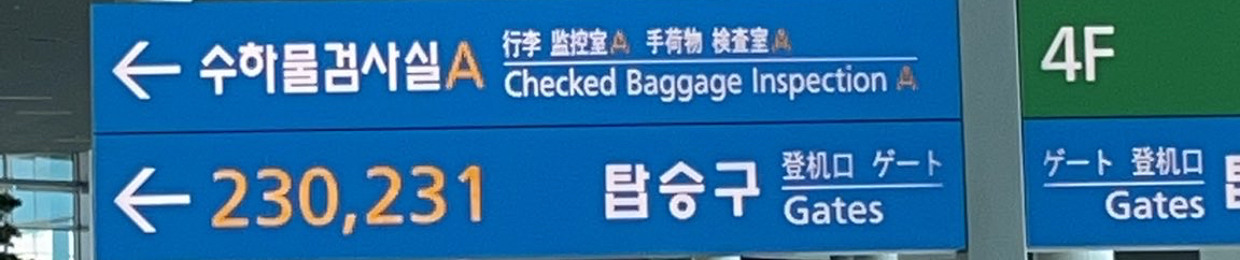 ← 수하물검사실A 行李 监控室A 手荷物 検査室A
Checked Baggage Inspection A
← 230,231 탑승구 登机口 ゲート
Gates
4F
ゲート 登机口
Gates